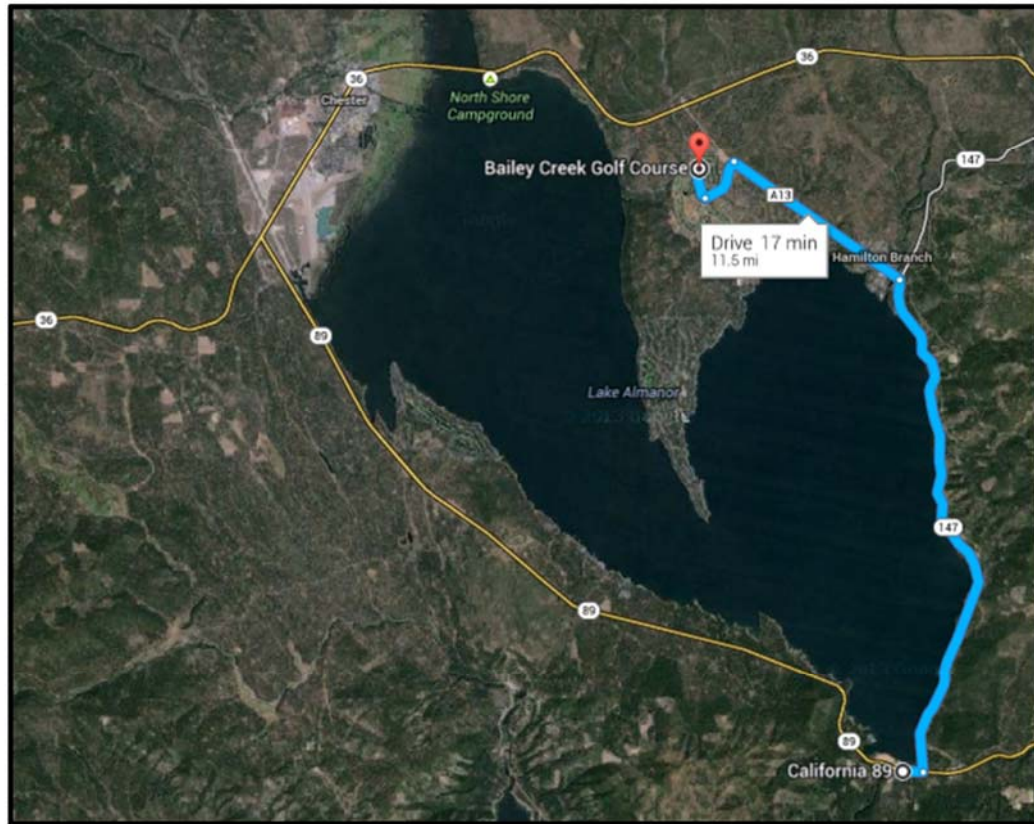 36
36
Chester
North Shore
Campground
36
147
Bailey Creek Golf Course
A13
Drive 17 min
11.5 mi
Hamilton Branch
36
89
Lake Almanor
147
89
89
California 89